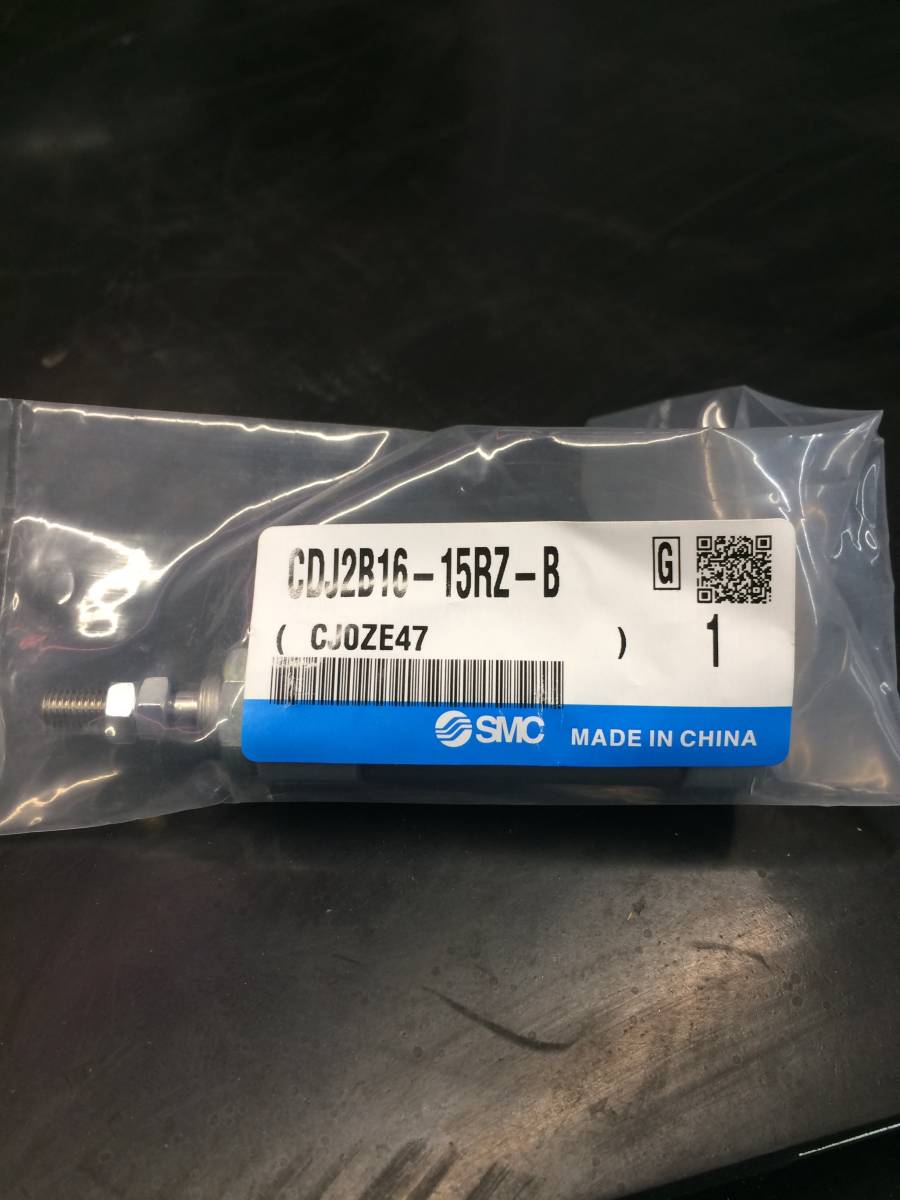 CDJ2B16-15RZ-B
G
( CJ0ZE47 )
1
SMC
MADE IN CHINA